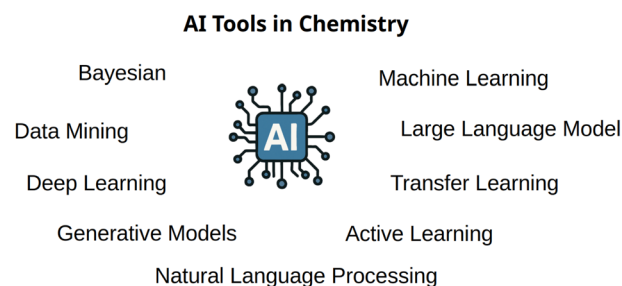 AI Tools in Chemistry
Bayesian
Machine Learning
Data Mining
AI
Large Language Model
Deep Learning
Transfer Learning
Generative Models
Active Learning
Natural Language Processing